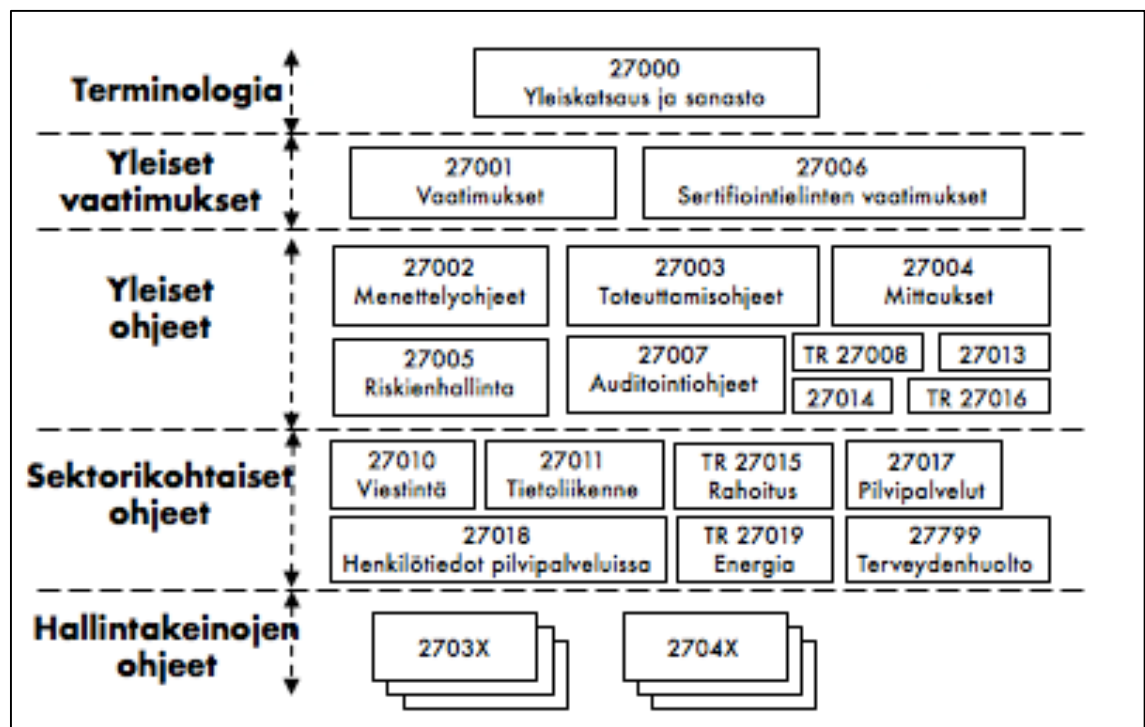 Terminologia
27000
Yleiskatsaus ja sanasto
Yleiset
vaatimukset
27001
Vaatimukset
27006
Sertifiointielinten vaatimukset
Yleiset
ohjeet
27002
Menettelyohjeet
27003
Toteuttamisohjeet
27004
Mittaukset
27005
Riskienhallinta
27007
Auditointiohjeet
TR 27008
27013
27014
TR 27016
Sektorikohtaiset
ohjeet
27010
Viestintä
27011
Tietoliikenne
TR 27015
Rahoitus
27017
Pilvipalvelut
27018
Henkilötiedot pilvipalveluissa
TR 27019
Energia
27799
Terveydenhuolto
Hallintakeinojen
ohjeet
2703X
2704X